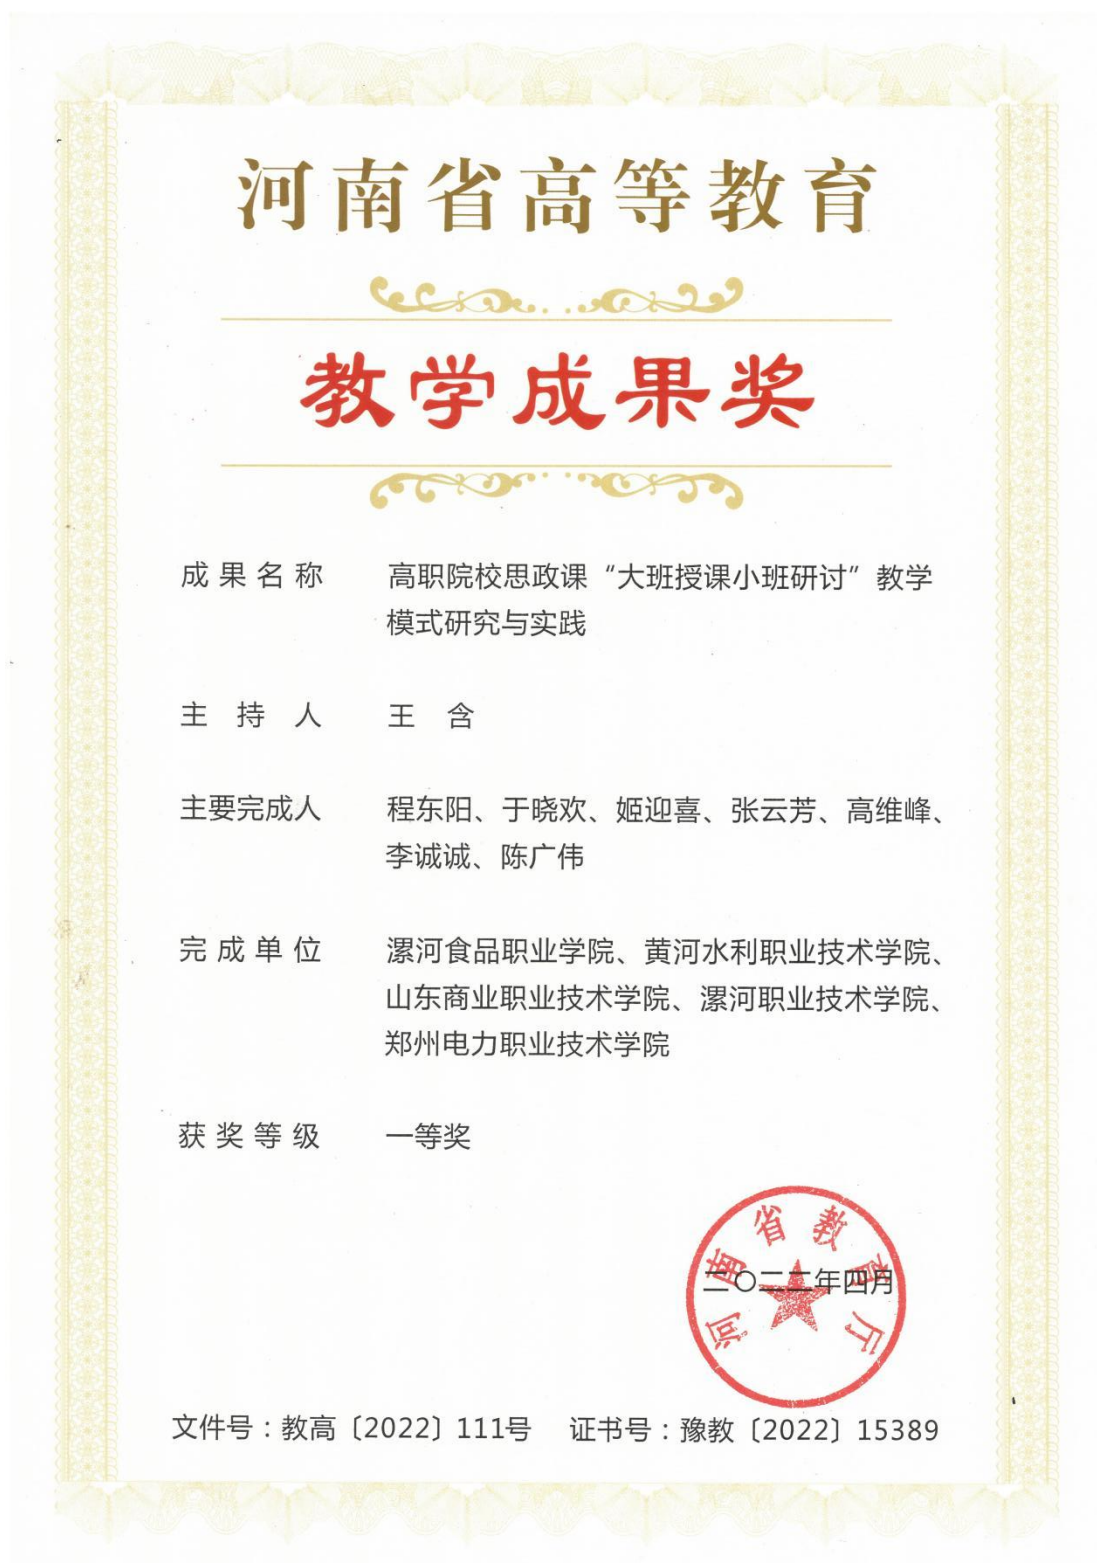 河南省高等教育
教学成果奖
成果名称 高职院校思政课“大班授课小班研讨”教学
模式研究与实践
主持人 王含
主要完成人 程东阳、于晓欢、姬迎喜、张云芳、高维峰、
李诚诚、陈广伟
完成单位 漯河食品职业学院、黄河水利职业技术学院、
山东商业职业技术学院、漯河职业技术学院、
郑州电力职业技术学院
获奖等级 一等奖
河南省教育厅
二〇二二年四月
文件号：教高〔2022〕111号 证书号：豫教〔2022〕15389